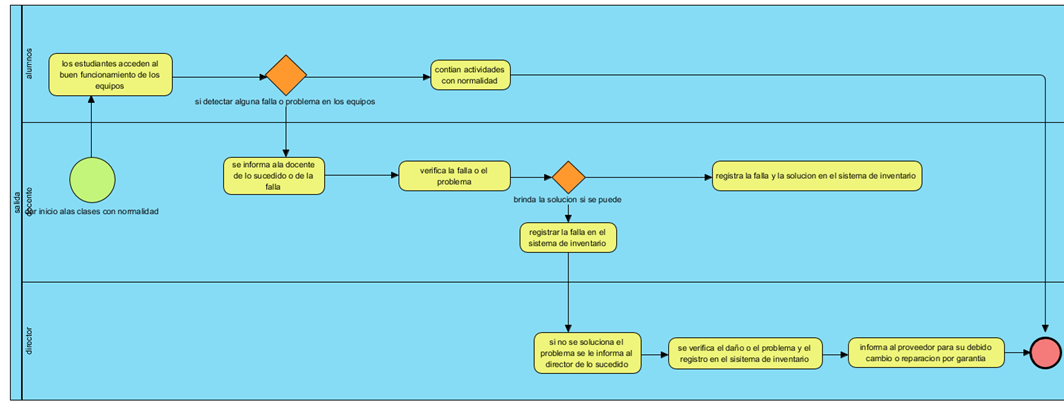 salida
alumnos
los estudiantes acceden al
buen funcionamiento de los
equipos
si detectar alguna falla o problema en los equipos
contian actividades
con normalidad
docente
dar inicio alas clases con normalidad
se informa ala docente
de lo sucedido o de la
falla
verifica la falla o el
problema
brinda la solucion si se puede
registra la falla y la solucion en el sistema de inventario
registrar la falla en el
sistema de inventario
director
si no se soluciona el
problema se le informa al
director de lo sucedido
se verifica el daño o el problema y el
registro en el sisitema de inventario
informa al proveedor para su debido
cambio o reparacion por garantia